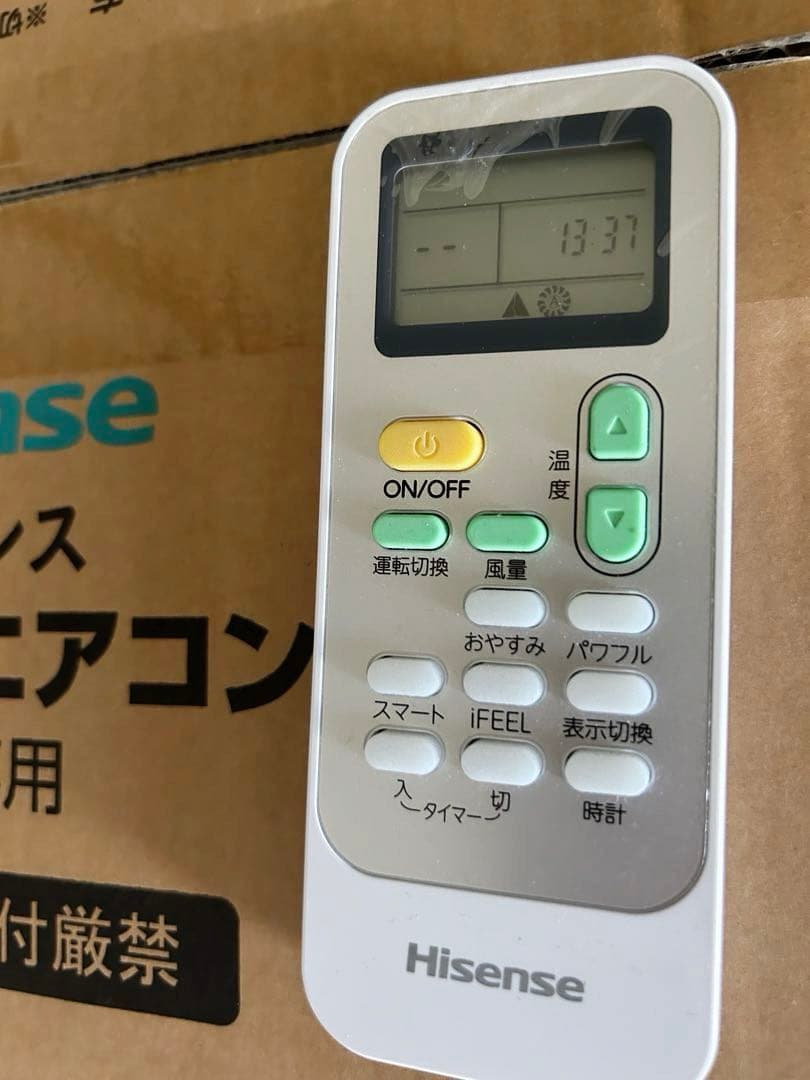 ※切
-- 13:37
ON/OFF
温度
運転切換 風量
おやすみ パワフル
スマート iFEEL 表示切換
入 切
タイマー 時計
Hisense
nse
ンス
エアコン
用
付厳禁